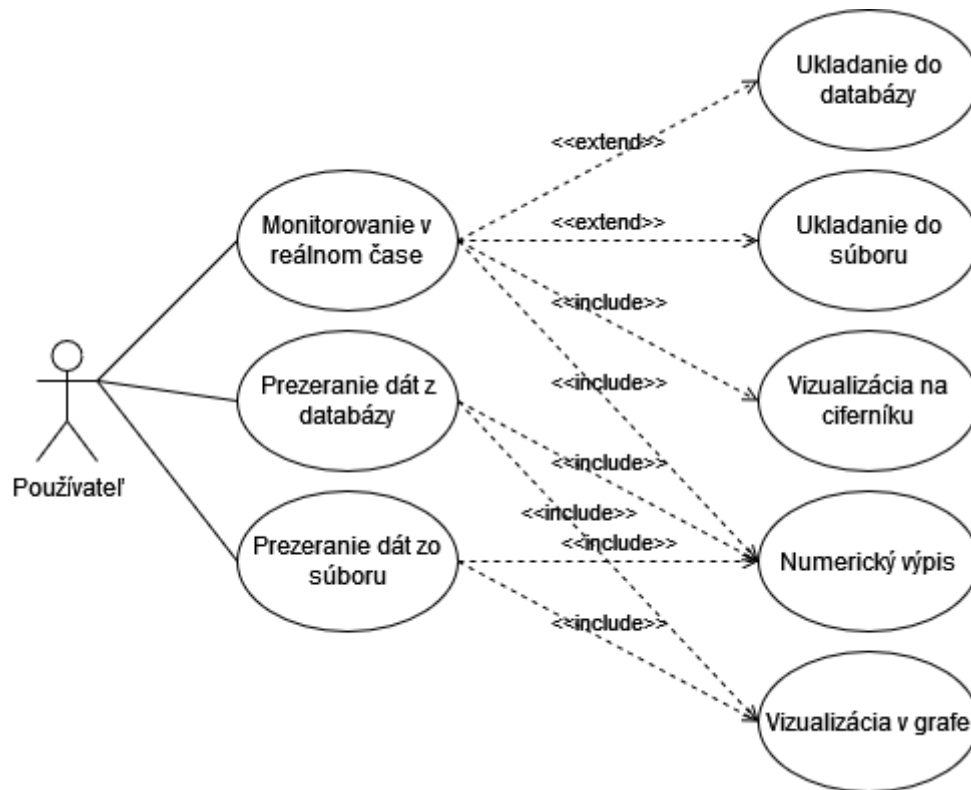 Ukladanie do
databázy
<<extend>>
Monitorovanie v
reálnom čase
<<extend>>
Ukladanie do
súboru
<<include>>
Vizualizácia na
ciferníku
<<include>>
Prezeranie dát z
databázy
<<include>>
Používateľ
<<include>>
Prezeranie dát zo
súboru
<<include>>
Numerický výpis
<<include>>
Vizualizácia v grafe